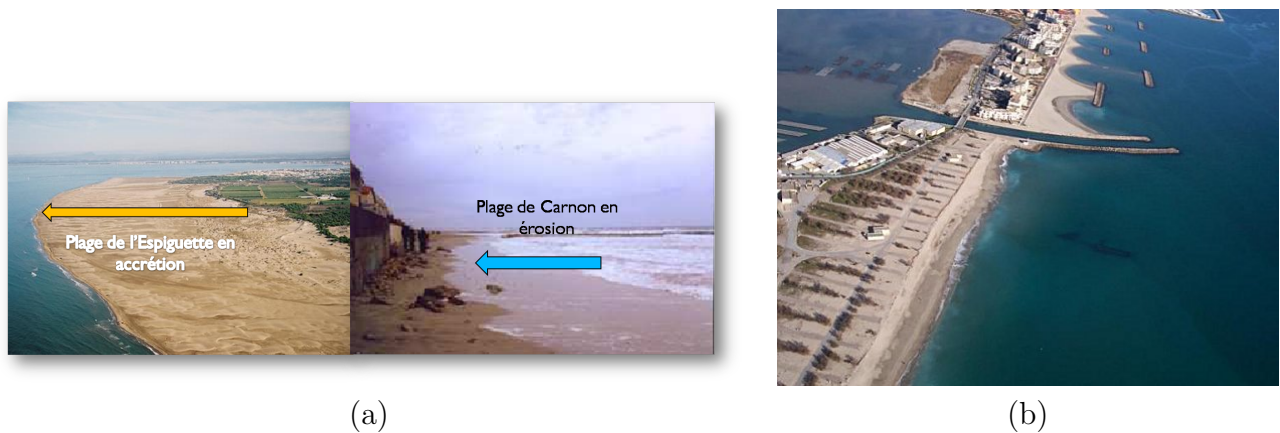 Plage de l'Espiguette en
accrétion
Plage de Carnon en
érosion
(a)
(b)